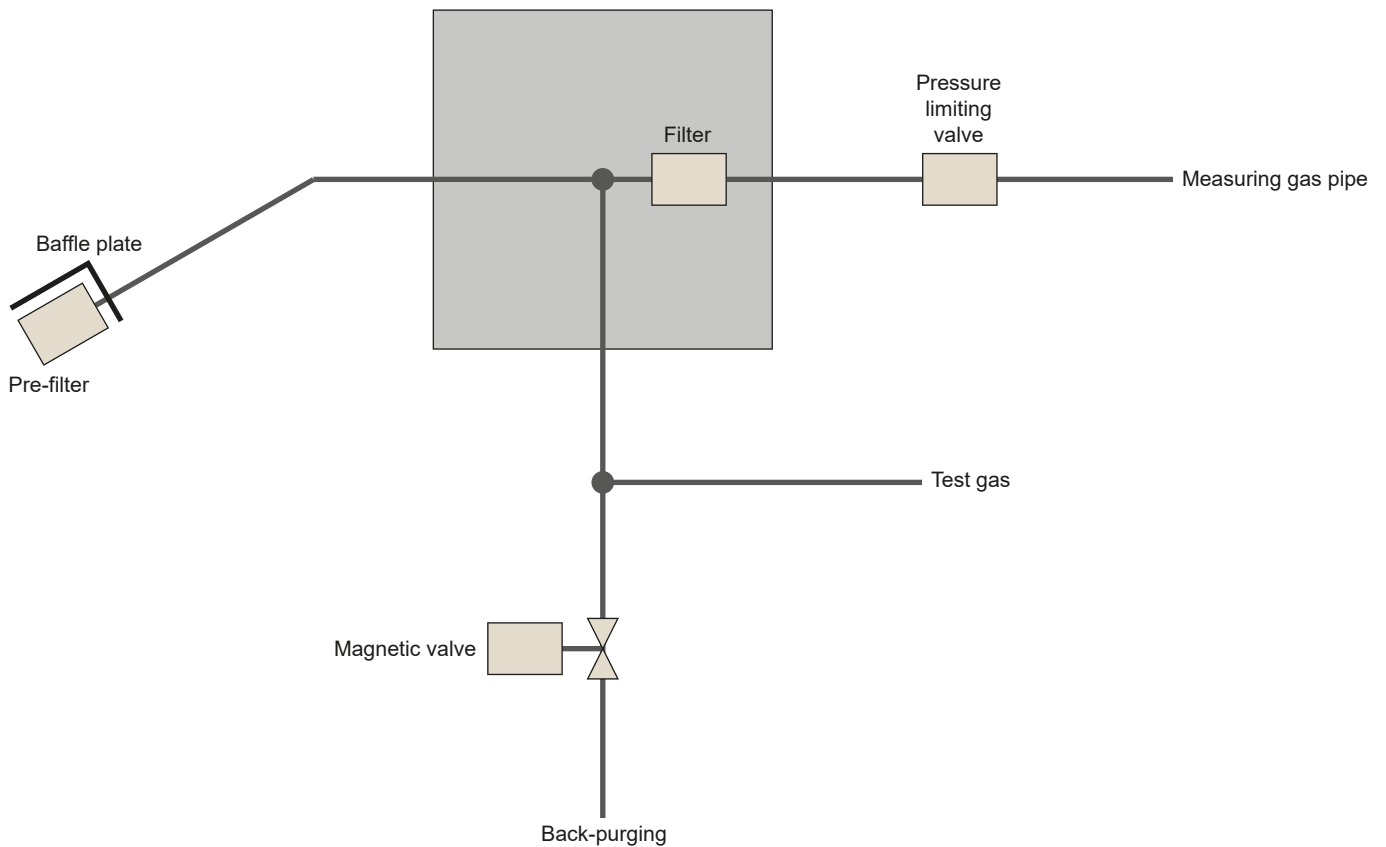 Pressure
limiting
valve
Filter
Measuring gas pipe
Baffle plate
Pre-filter
Test gas
Magnetic valve
Back-purging